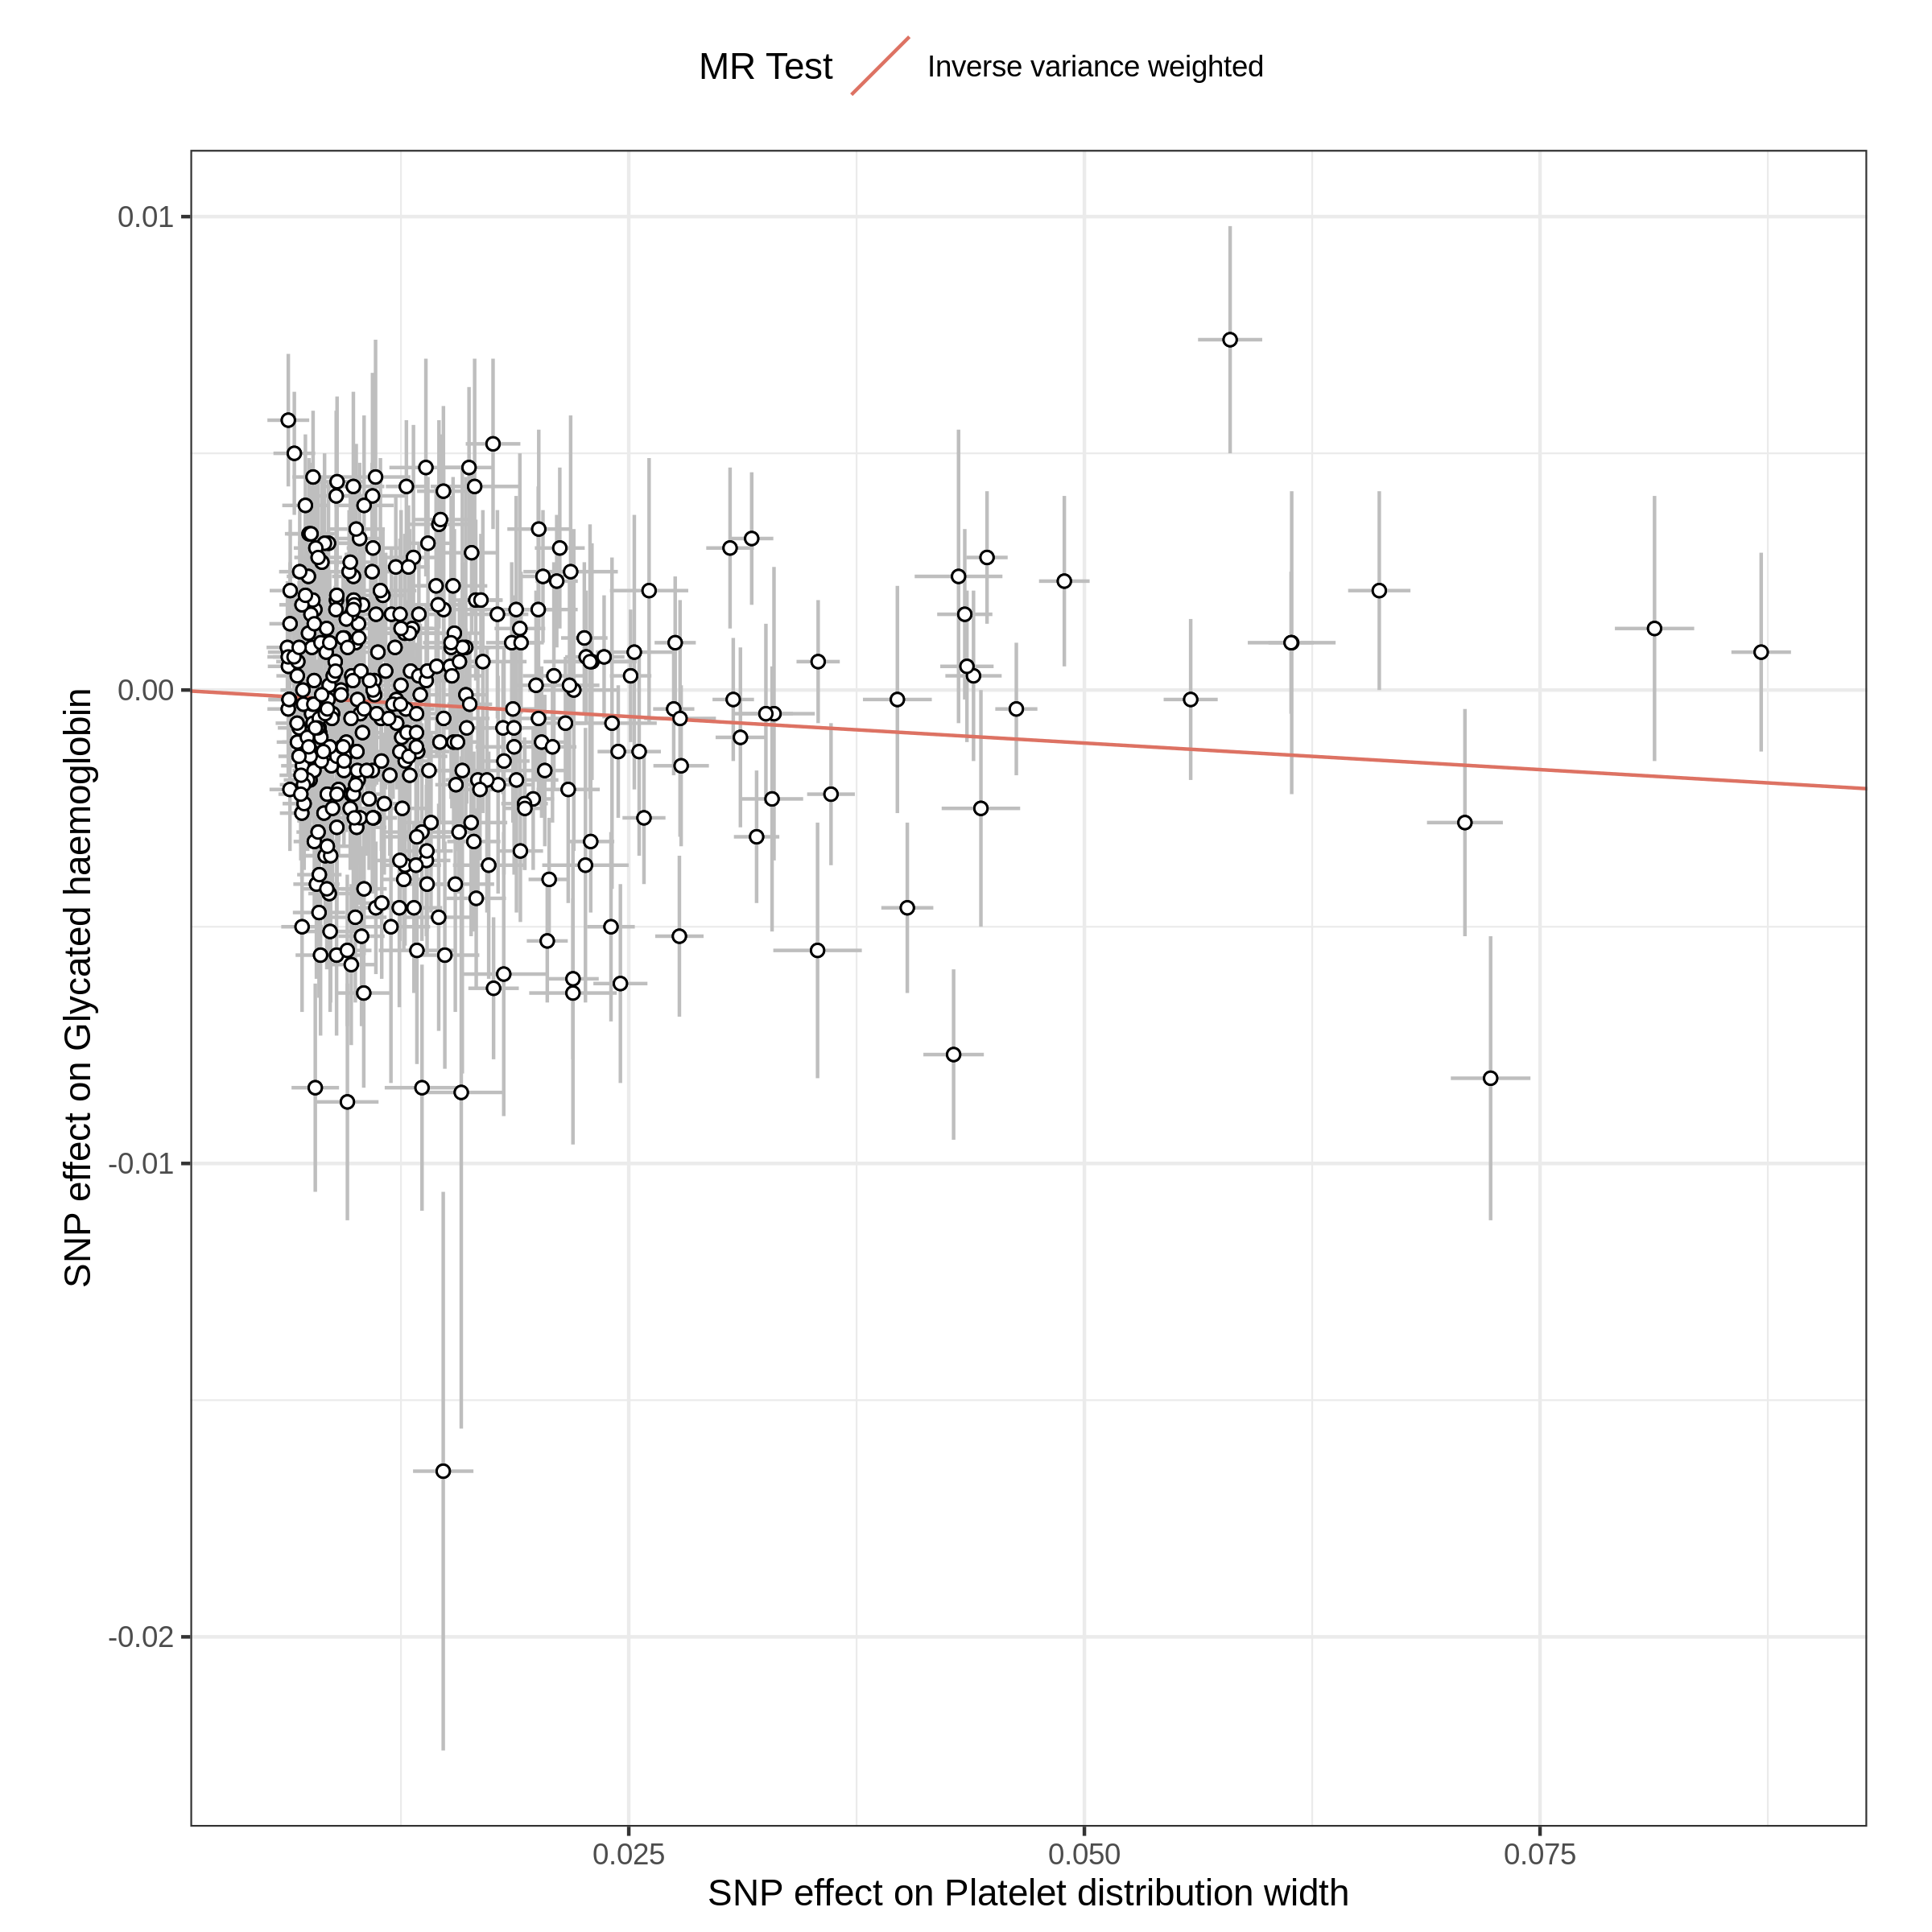 MR Test
Inverse variance weighted
0.01
0.00
-0.01
-0.02
SNP effect on Glycated haemoglobin
0.025
0.050
0.075
SNP effect on Platelet distribution width